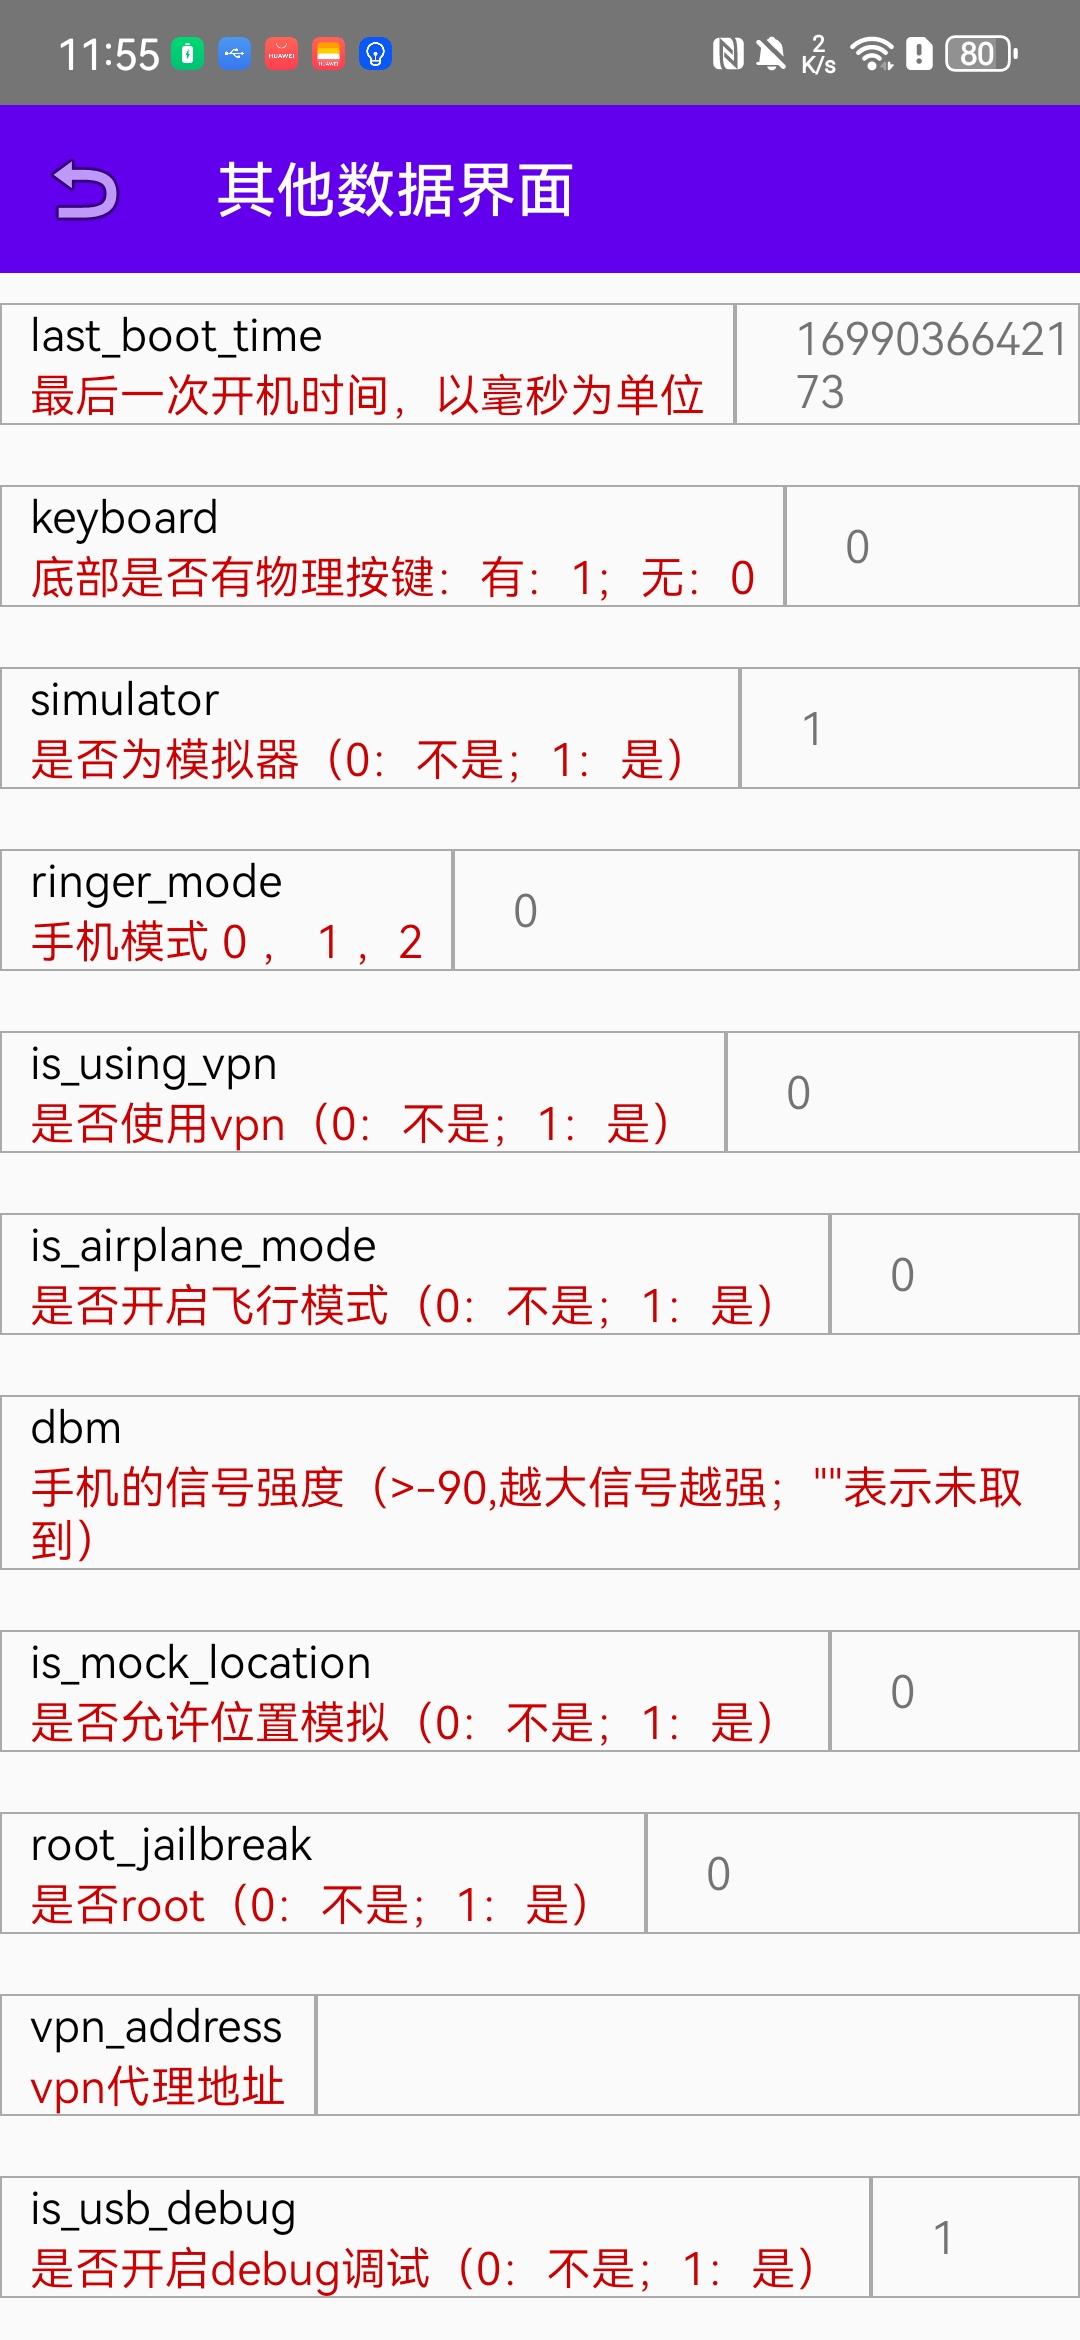 11:55
HUAWEI
HUAWEI
2
K/s
80
其他数据界面
last_boot_time
最后一次开机时间，以毫秒为单位
16990366421
73
keyboard
底部是否有物理按键：有：1；无：0
0
simulator
是否为模拟器（0：不是；1：是）
1
ringer_mode
手机模式 0 ， 1 ，2
0
is_using_vpn
是否使用vpn（0：不是；1：是）
0
is_airplane_mode
是否开启飞行模式（0：不是；1：是）
0
dbm
手机的信号强度（>-90,越大信号越强；""表示未取
到）
is_mock_location
是否允许位置模拟（0：不是；1：是）
0
root_jailbreak
是否root（0：不是；1：是）
0
vpn_address
vpn代理地址
is_usb_debug
是否开启debug调试（0：不是；1：是）
1